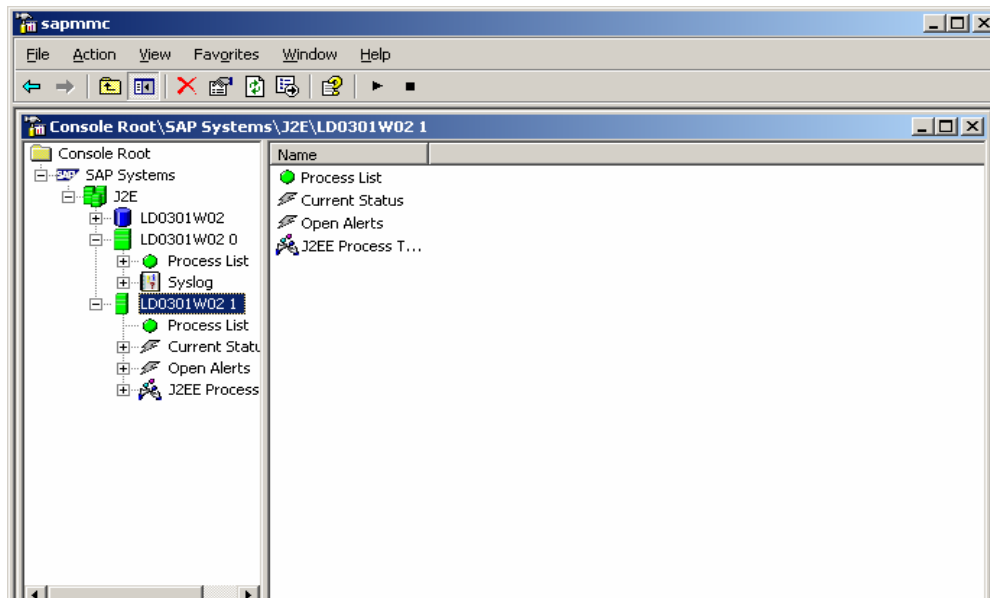 sapmmc
File Action View Favorites Window Help
Console Root\SAP Systems\J2E\LD0301W02 1
Console Root
SAP Systems
J2E
LD0301W02
LD0301W02 0
Process List
Syslog
LD0301W02 1
Process List
Current Statu
Open Alerts
J2EE Process
Name
Process List
Current Status
Open Alerts
J2EE Process T...